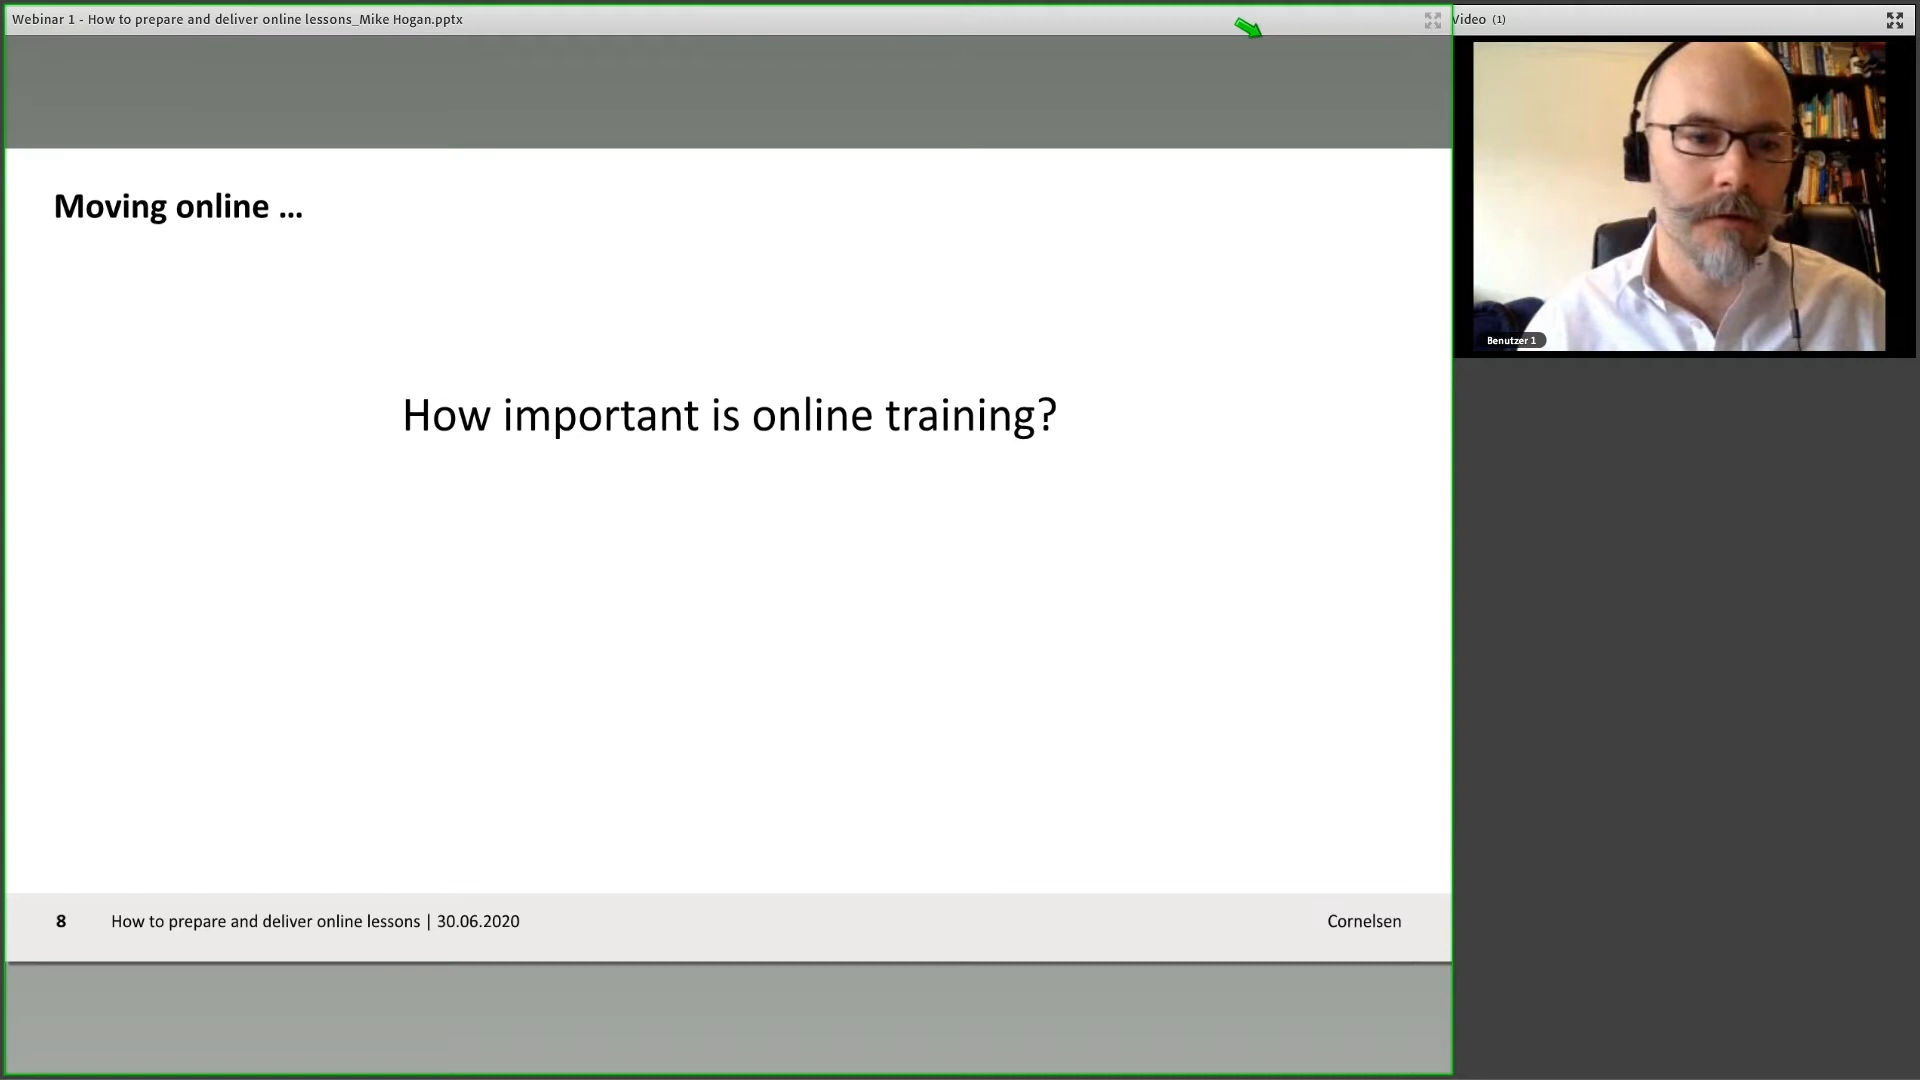 Webinar 1 - How to prepare and deliver online lessons_Mike Hogan.pptx
Video (1)
Moving online ...
How important is online training?
Benutzer 1
8 How to prepare and deliver online lessons | 30.06.2020 Cornelsen